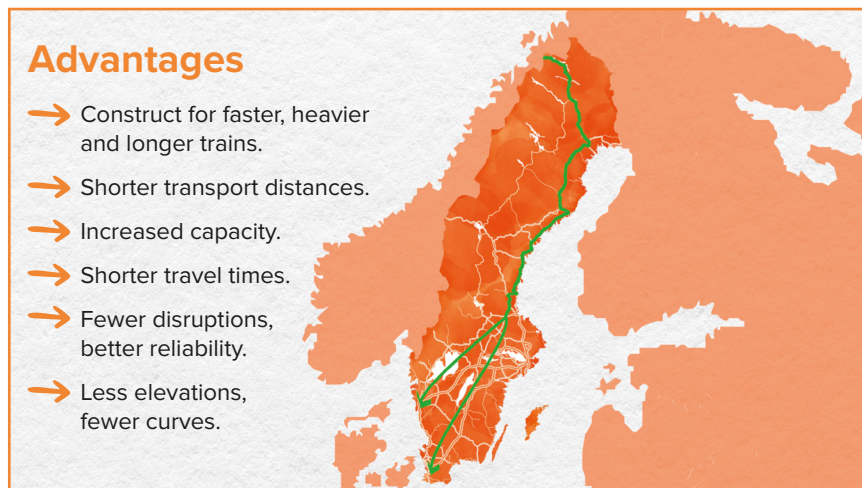 Advantages
Construct for faster, heavier
and longer trains.
Shorter transport distances.
Increased capacity.
Shorter travel times.
Fewer disruptions,
better reliability.
Less elevations,
fewer curves.